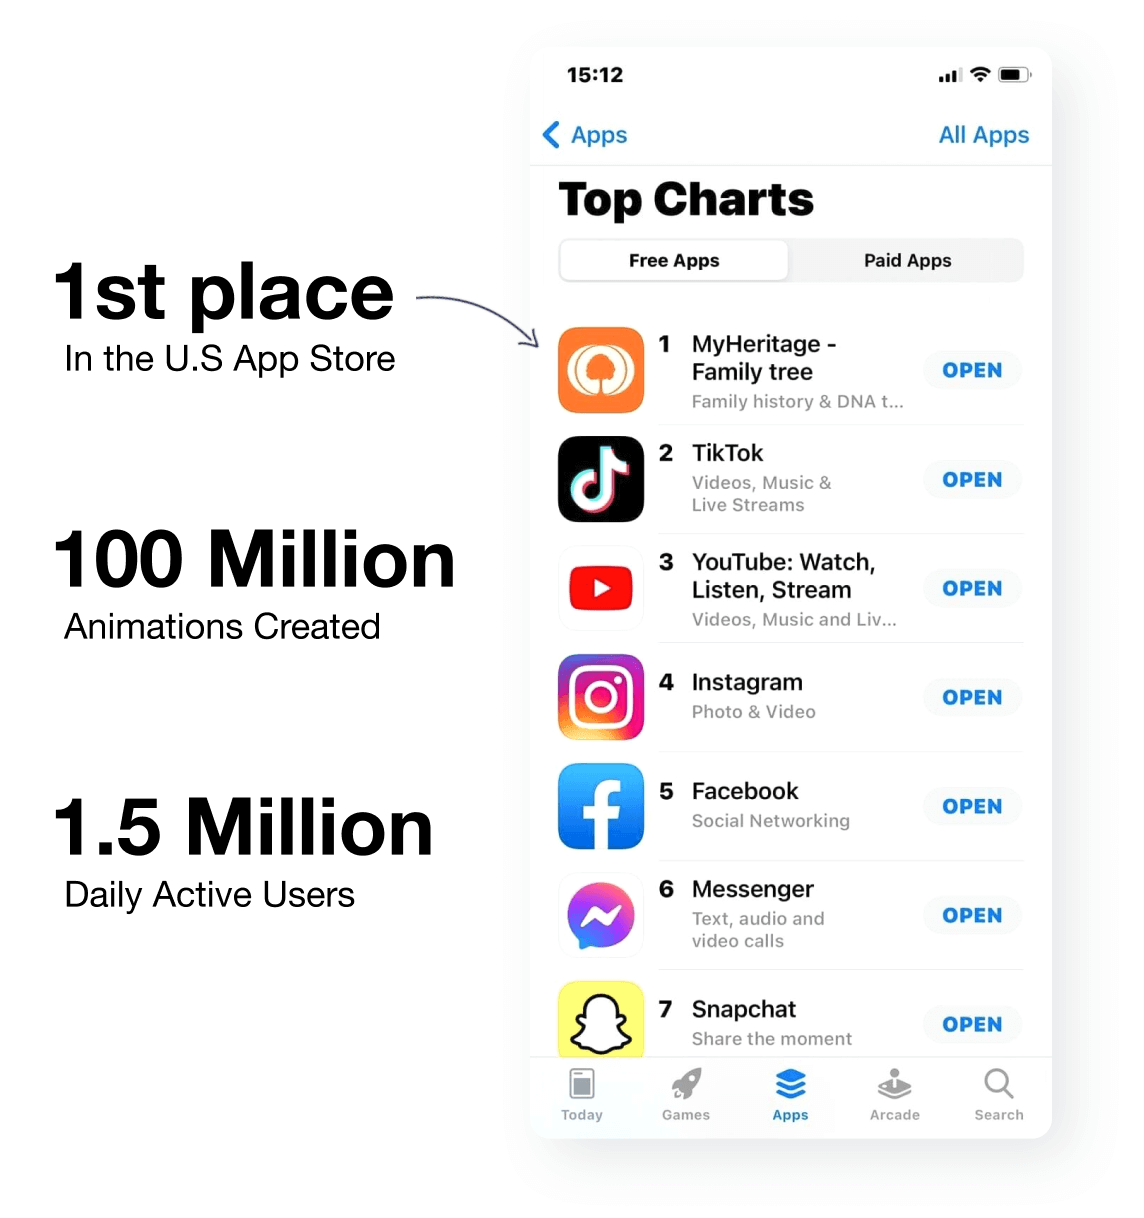 1st place
In the U.S App Store
100 Million
Animations Created
1.5 Million
Daily Active Users
15:12
Apps
All Apps
Top Charts
Free Apps
Paid Apps
1
MyHeritage -
Family tree
Family history & DNA t...
OPEN
2
TikTok
Videos, Music &
Live Streams
OPEN
3
YouTube: Watch,
Listen, Stream
Videos, Music and Liv...
OPEN
4
Instagram
Photo & Video
OPEN
5
Facebook
Social Networking
OPEN
6
Messenger
Text, audio and
video calls
OPEN
7
Snapchat
Share the moment
OPEN
Today
Games
Apps
Arcade
Search